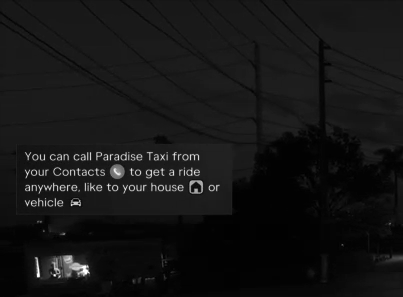 You can call Paradise Taxi from
your Contacts to get a ride
anywhere, like to your house or
vehicle